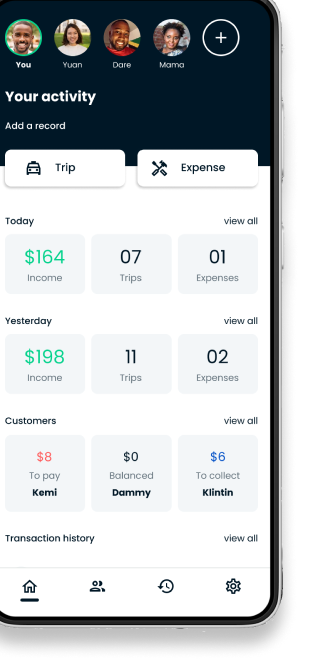 You Yuan Dare Mama
Your activity
Add a record
Trip Expense
Today view all
$164 07 01
Income Trips Expenses
Yesterday view all
$198 11 02
Income Trips Expenses
Customers view all
$8 $0 $6
To pay Balanced To collect
Kemi Dammy Klintin
Transaction history view all